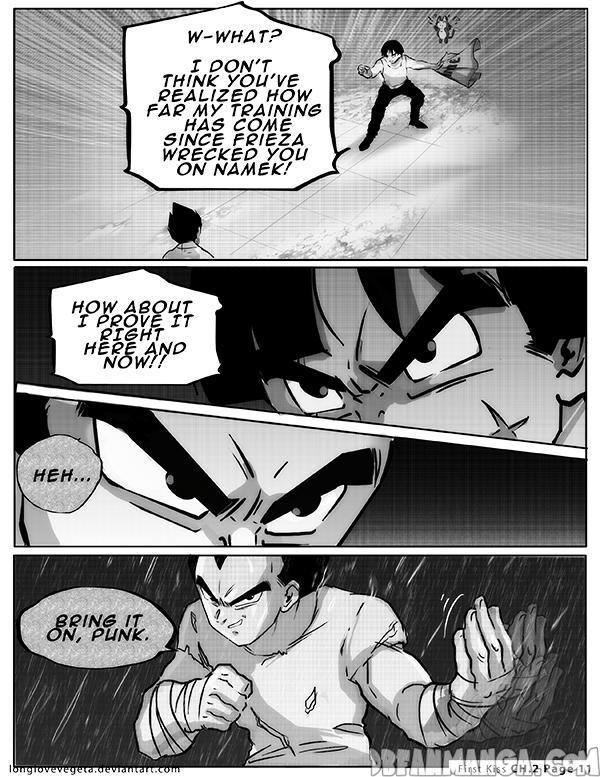 W-WHAT?
I DON'T
THINK YOU'VE
REALIZED HOW
FAR MY TRAINING
HAS COME
SINCE FRIEZA
WRECKED YOU
ON NAMEK!
HOW ABOUT
I PROVE IT
RIGHT
HERE AND
NOW!!
HEH...
BRING IT
ON, PUNK.
longlovevegeta.deviantart.com
First Kiss CH.2 Page 11
DBEANMANGA.COM